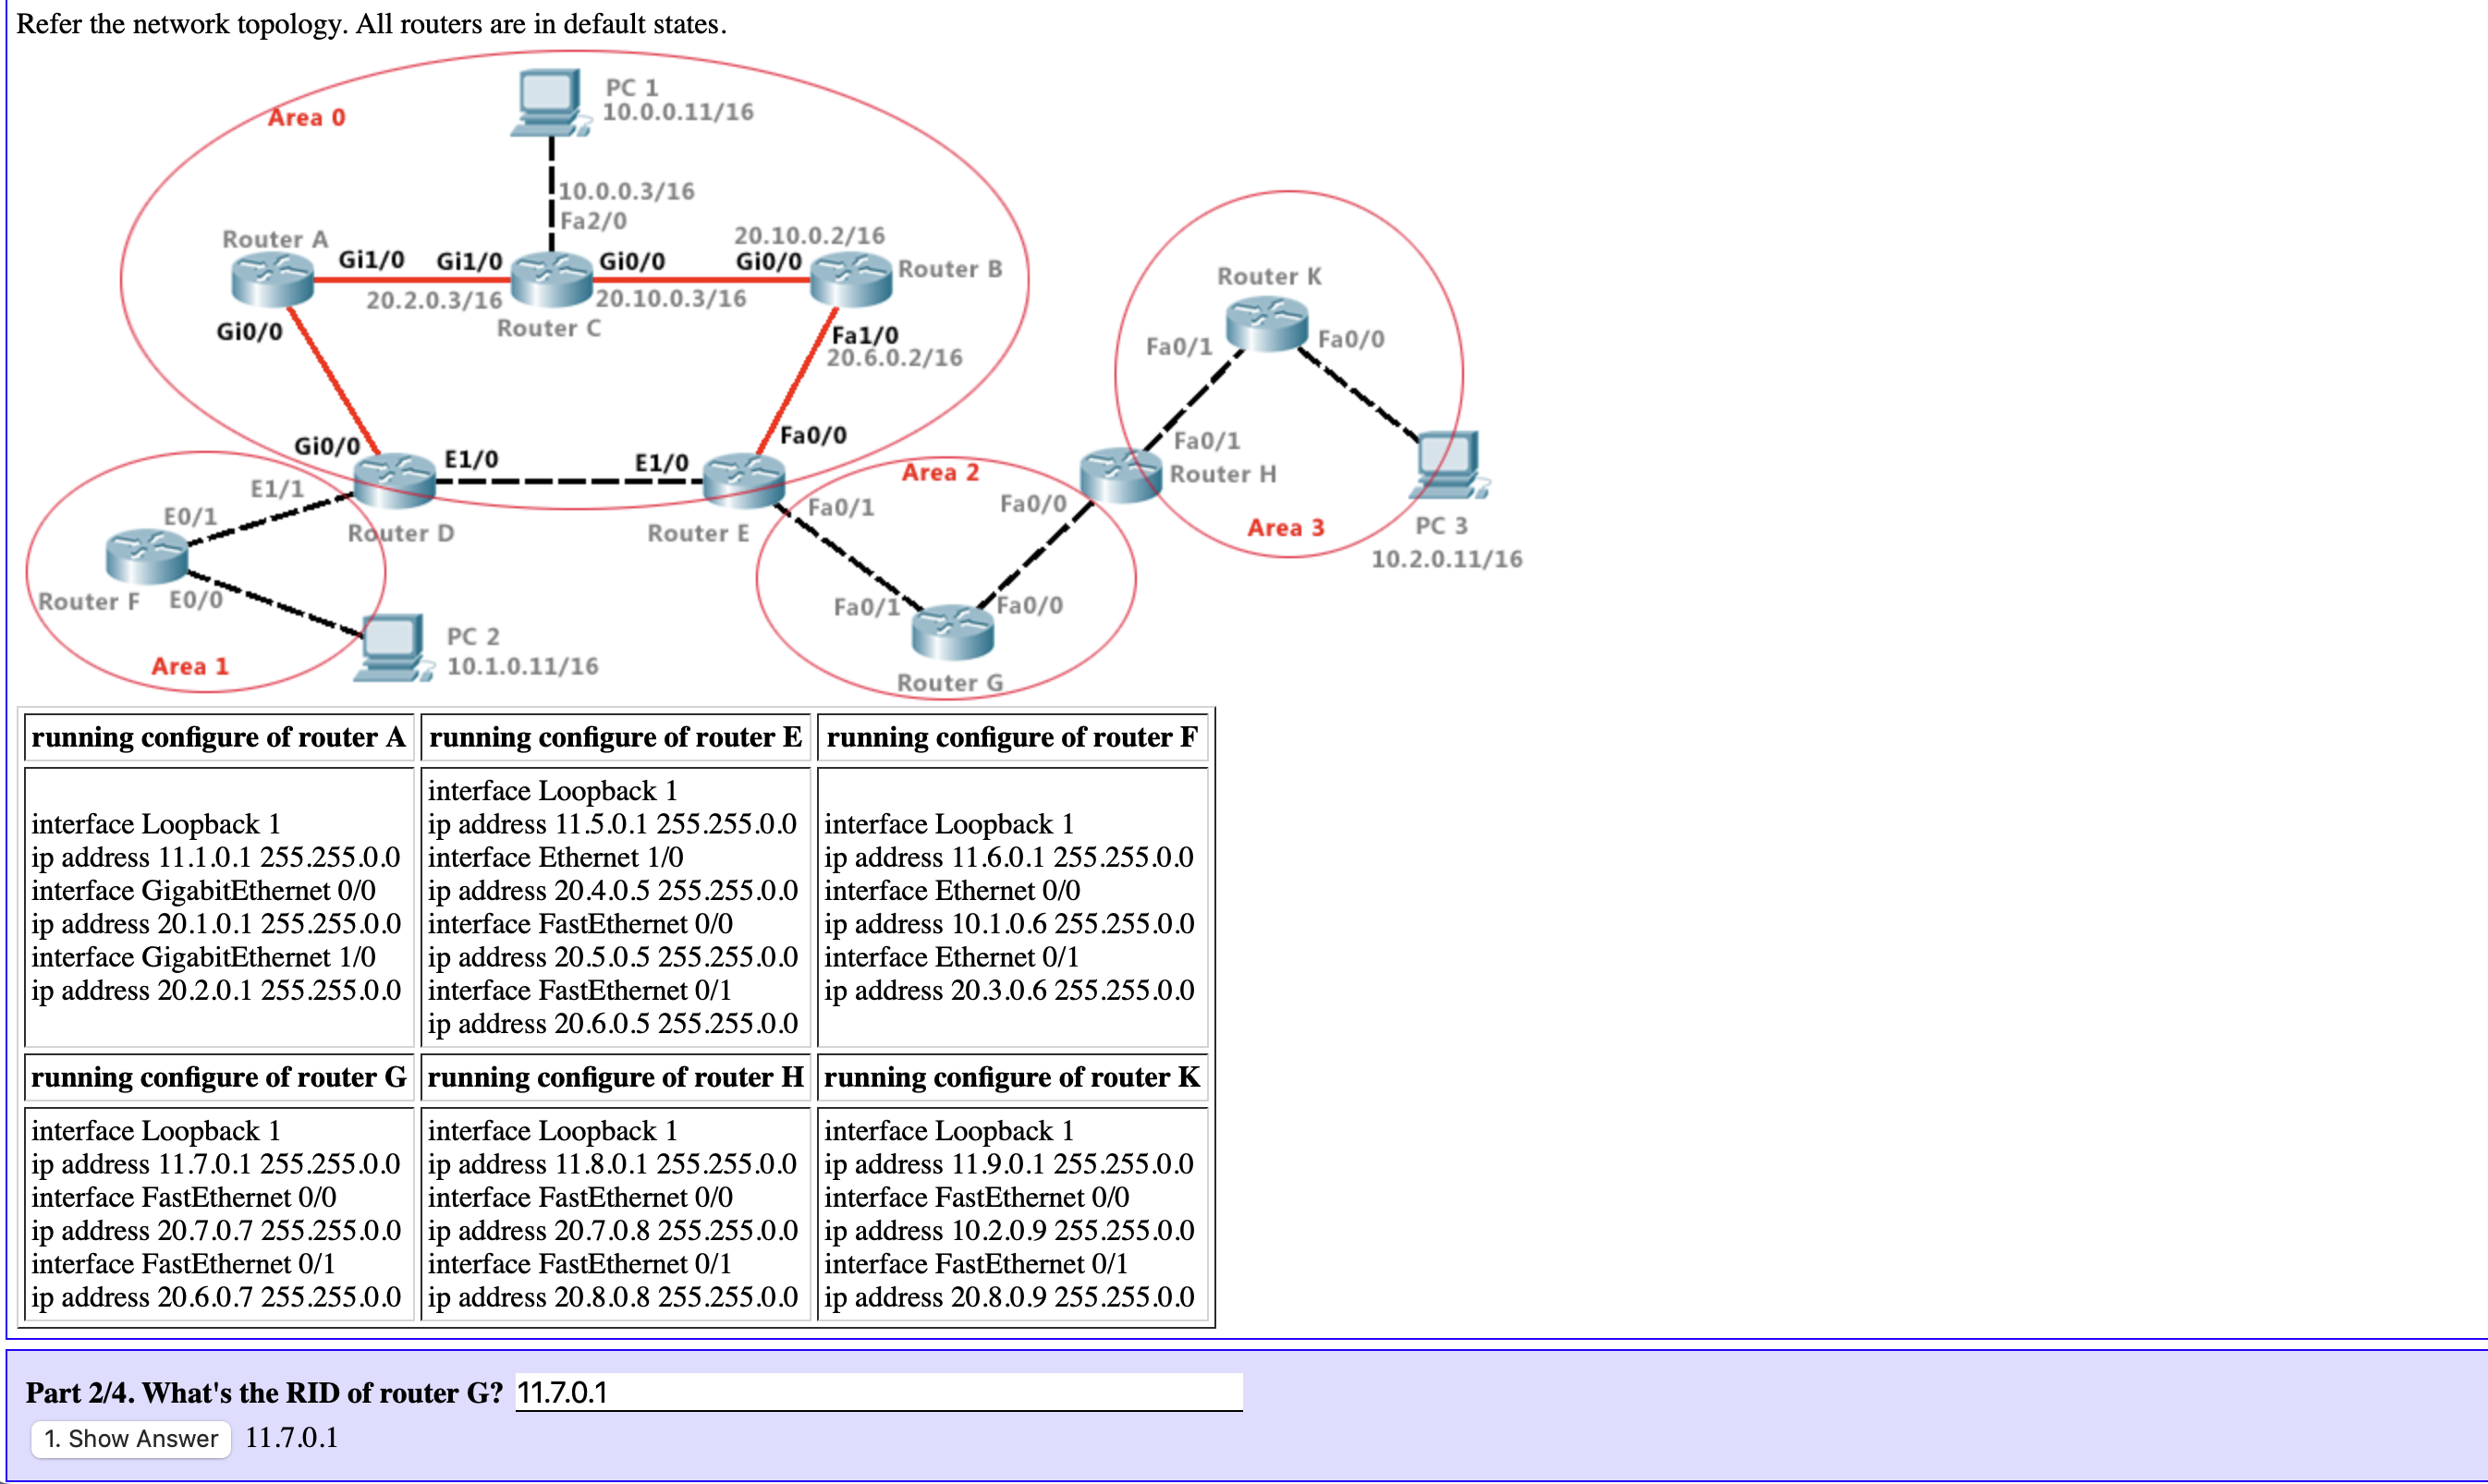 Refer the network topology. All routers are in default states.
PC 1
10.0.0.11/16
Area 0
10.0.0.3/16
Fa2/0
Router A
Gi1/0
Gi1/0
Gi0/0
20.10.0.2/16
Gi0/0
Router B
20.2.0.3/16
20.10.0.3/16
Router C
Gi0/0
Fa1/0
20.6.0.2/16
Router K
Fa0/1
Fa0/0
Gi0/0
E1/0
E1/0
Fa0/0
Fa0/1
Router H
Area 2
E1/1
E0/1
Router D
Router E
Fa0/1
Fa0/0
Area 3
PC 3
10.2.0.11/16
Router F
E0/0
Fa0/1
Fa0/0
PC 2
10.1.0.11/16
Area 1
Router G
running configure of router A
running configure of router E
running configure of router F
interface Loopback 1
ip address 11.1.0.1 255.255.0.0
interface GigabitEthernet 0/0
ip address 20.1.0.1 255.255.0.0
interface GigabitEthernet 1/0
ip address 20.2.0.1 255.255.0.0
interface Loopback 1
ip address 11.5.0.1 255.255.0.0
interface Ethernet 1/0
ip address 20.4.0.5 255.255.0.0
interface FastEthernet 0/0
ip address 20.5.0.5 255.255.0.0
interface FastEthernet 0/1
ip address 20.6.0.5 255.255.0.0
interface Loopback 1
ip address 11.6.0.1 255.255.0.0
interface Ethernet 0/0
ip address 10.1.0.6 255.255.0.0
interface Ethernet 0/1
ip address 20.3.0.6 255.255.0.0
running configure of router G
running configure of router H
running configure of router K
interface Loopback 1
ip address 11.7.0.1 255.255.0.0
interface FastEthernet 0/0
ip address 20.7.0.7 255.255.0.0
interface FastEthernet 0/1
ip address 20.6.0.7 255.255.0.0
interface Loopback 1
ip address 11.8.0.1 255.255.0.0
interface FastEthernet 0/0
ip address 20.7.0.8 255.255.0.0
interface FastEthernet 0/1
ip address 20.8.0.8 255.255.0.0
interface Loopback 1
ip address 11.9.0.1 255.255.0.0
interface FastEthernet 0/0
ip address 10.2.0.9 255.255.0.0
interface FastEthernet 0/1
ip address 20.8.0.9 255.255.0.0
Part 2/4. What's the RID of router G? 11.7.0.1
1. Show Answer 11.7.0.1